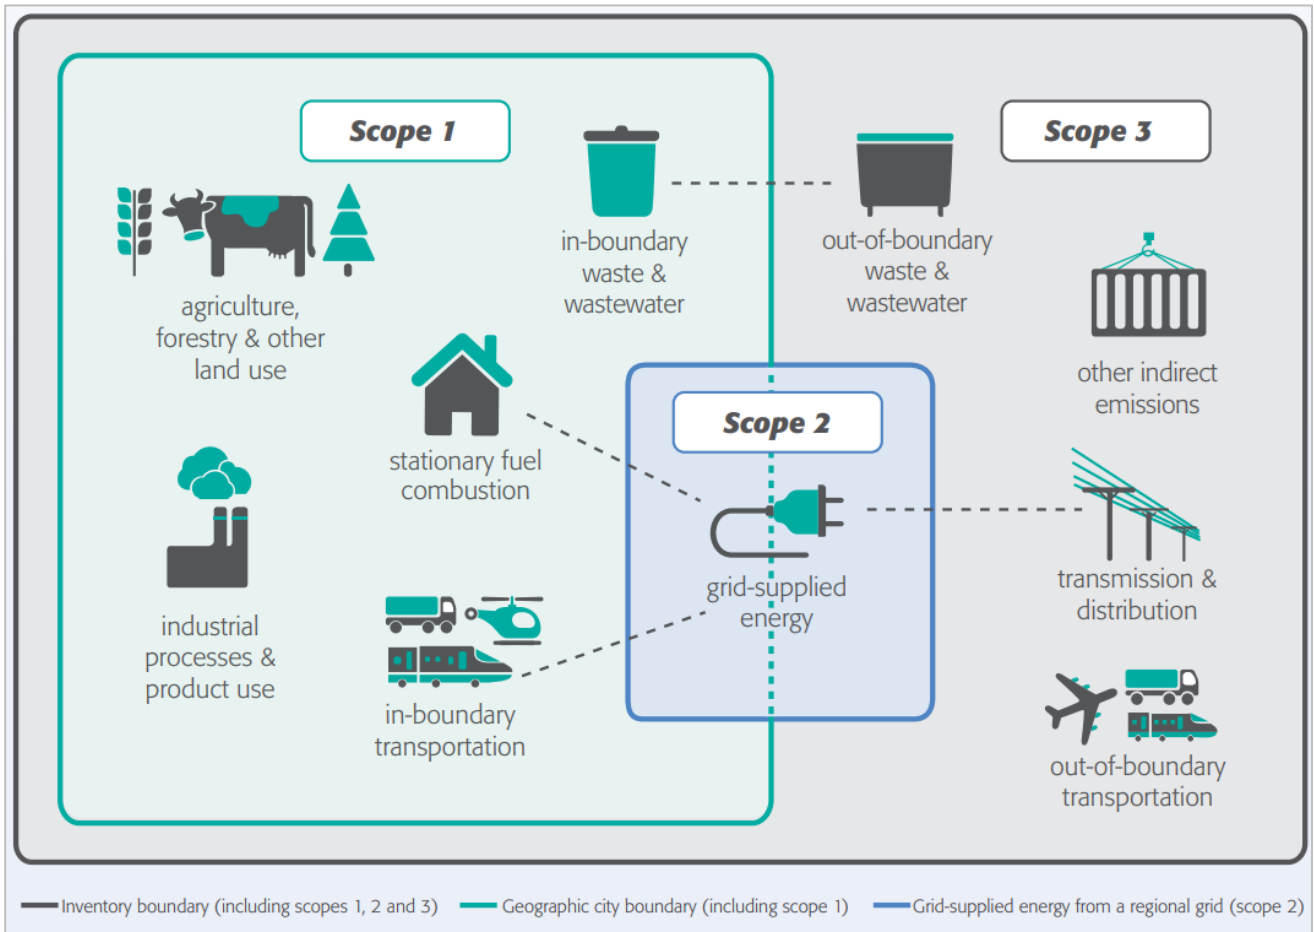 Scope 1
Scope 3
in-boundary
waste &
wastewater
out-of-boundary
waste &
wastewater
agriculture,
forestry & other
land use
other indirect
emissions
Scope 2
stationary fuel
combustion
grid-supplied
energy
transmission &
distribution
industrial
processes &
product use
in-boundary
transportation
out-of-boundary
transportation
Inventory boundary (including scopes 1, 2 and 3)
Geographic city boundary (including scope 1)
Grid-supplied energy from a regional grid (scope 2)